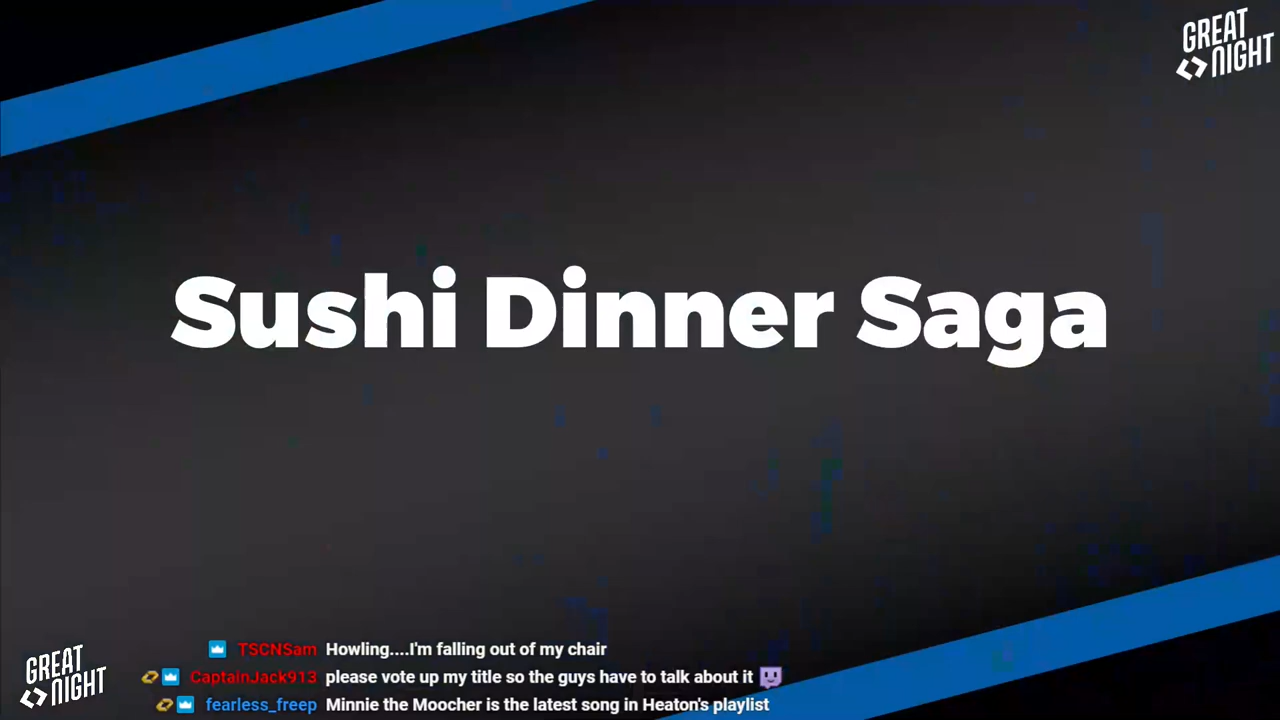 GREAT
NIGHT
Sushi Dinner Saga
TSCNSam Howling....I'm falling out of my chair
CaptainJack913 please vote up my title so the guys have to talk about it
fearless_freep Minnie the Moocher is the latest song in Heaton's playlist
GREAT
NIGHT